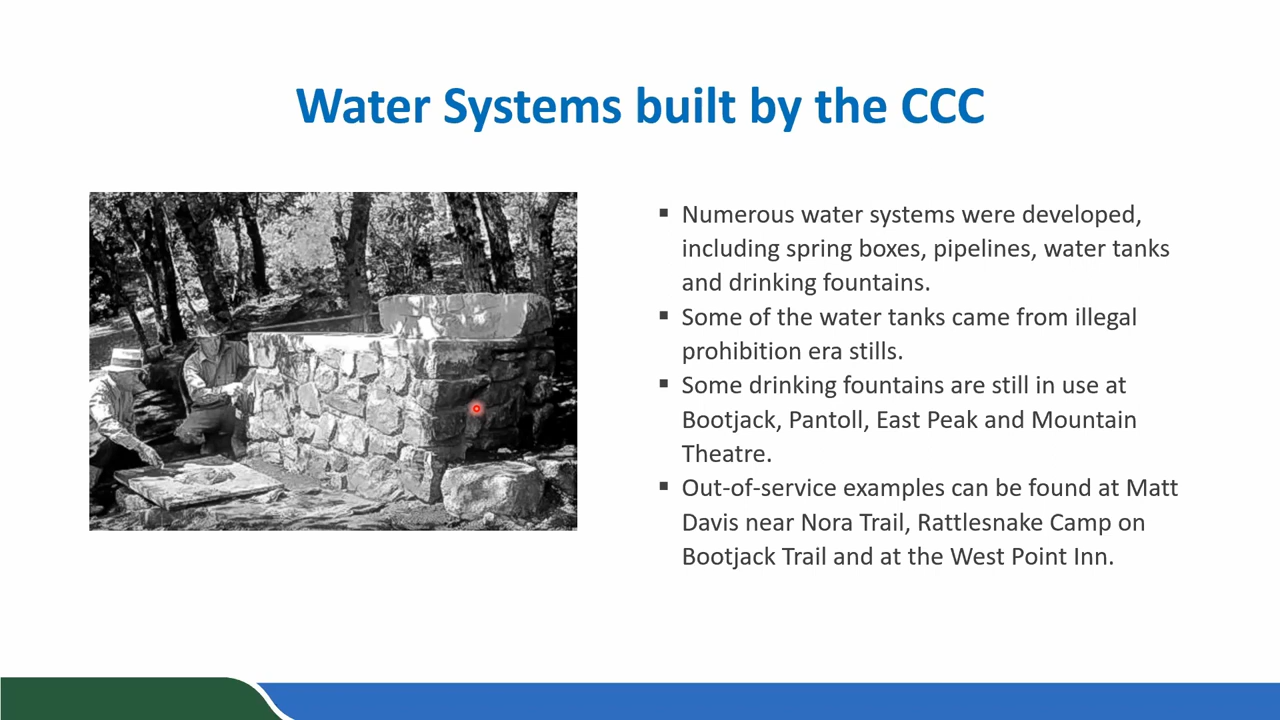 Water Systems built by the CCC
▪ Numerous water systems were developed,
including spring boxes, pipelines, water tanks
and drinking fountains.
▪ Some of the water tanks came from illegal
prohibition era stills.
▪ Some drinking fountains are still in use at
Bootjack, Pantoll, East Peak and Mountain
Theatre.
▪ Out-of-service examples can be found at Matt
Davis near Nora Trail, Rattlesnake Camp on
Bootjack Trail and at the West Point Inn.